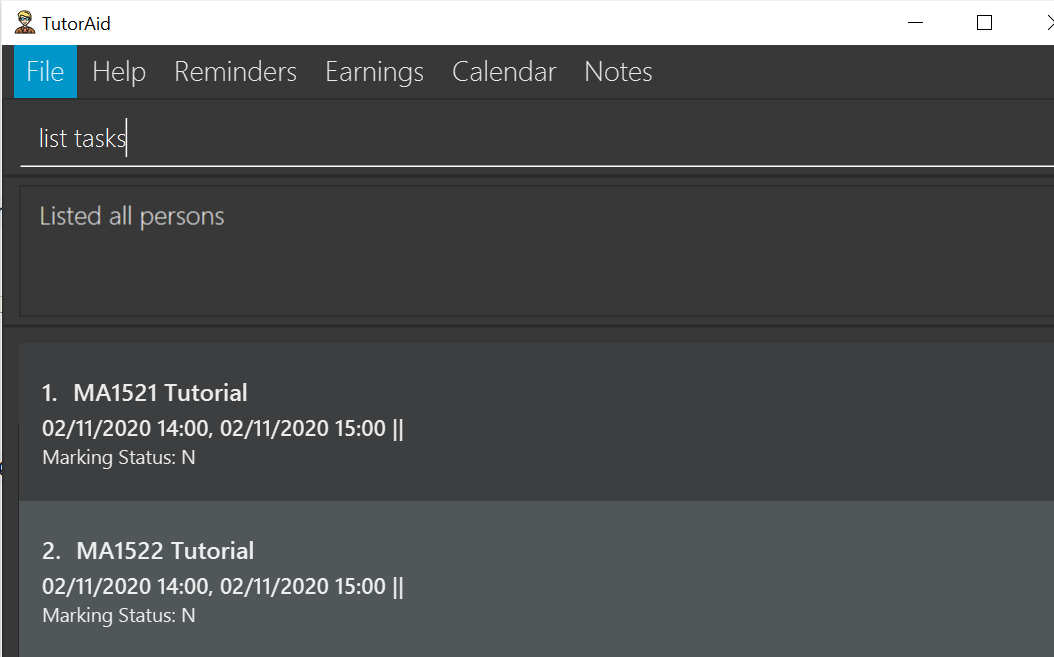 TutorAid
File Help Reminders Earnings Calendar Notes
list tasks
Listed all persons
1. MA1521 Tutorial
02/11/2020 14:00, 02/11/2020 15:00 ||
Marking Status: N
2. MA1522 Tutorial
02/11/2020 14:00, 02/11/2020 15:00 ||
Marking Status: N